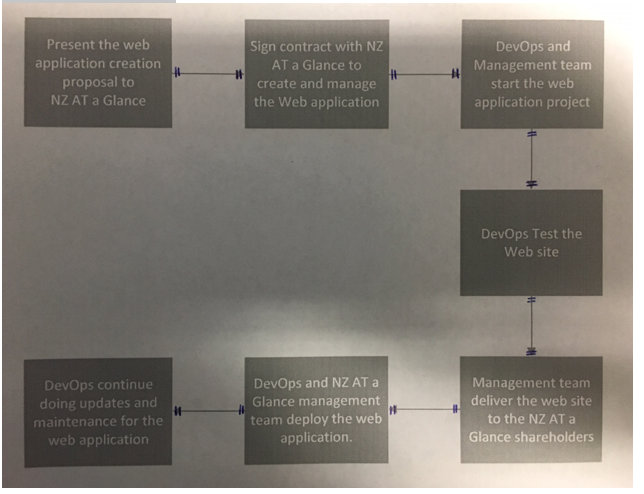 Present the web
application creation
proposal to
NZ AT a Glance
Sign contract with NZ
AT a Glance to
create and manage
the Web application
DevOps and
Management team
start the web
application project
DevOps Test the
Web site
Management team
deliver the web site
to the NZ AT a
Glance shareholders
DevOps and NZ AT a
Glance management
team deploy the web
application.
DevOps continue
doing updates and
maintenance for the
web application